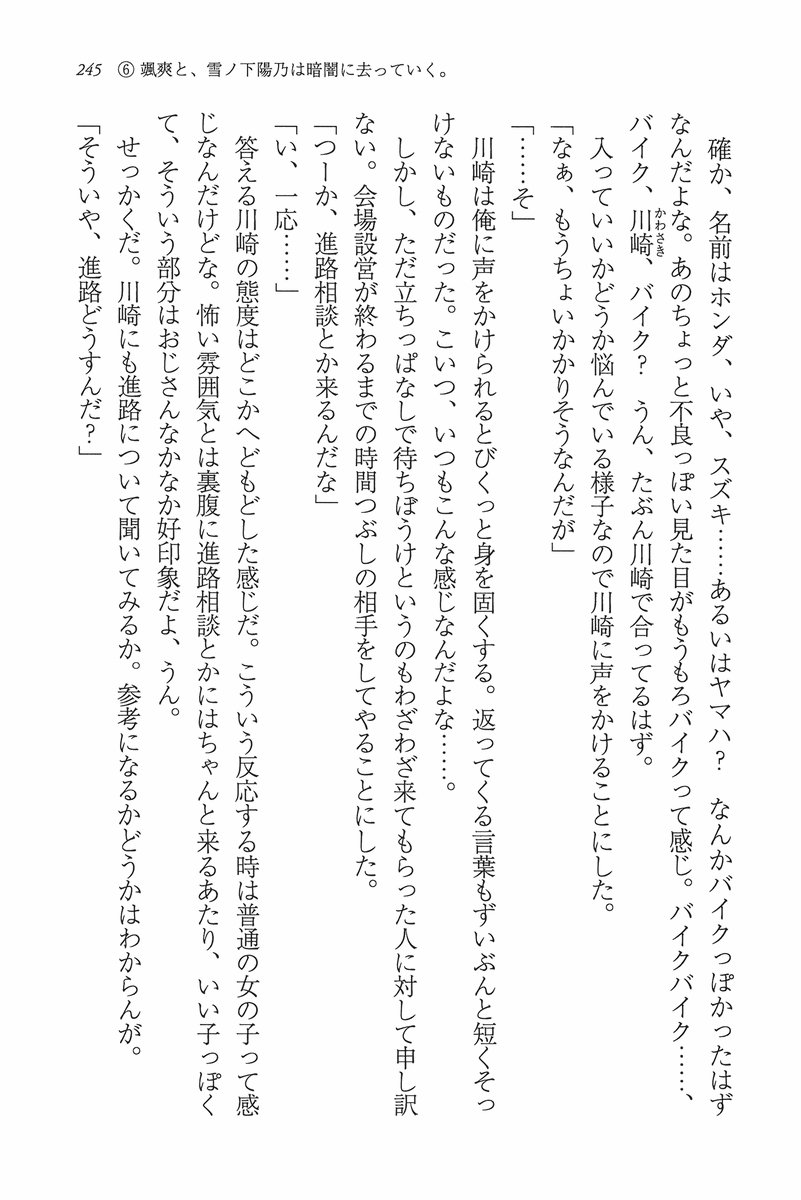 245 ⑥ 颯爽と、雪ノ下陽乃は暗闇に去っていく。
確か、名前はホンダ、いや、スズキ……あるいはヤマハ？　なんかバイクっぽかったはず
なんだよな。あのちょっと不良っぽい見た目がもうもろバイクって感じ。バイクバイク……、
バイク、川崎、バイク？　うん、たぶん川崎で合ってるはず。
かわさき
入っていいかどうか悩んでいる様子なので川崎に声をかけることにした。
「なぁ、もうちょいかかりそうなんだが」
「……そ」
川崎は俺に声をかけられるとびくっと身を固くする。返ってくる言葉もずいぶんと短くそっ
けないものだった。こいつ、いつもこんな感じなんだよな……。
しかし、ただ立ちっぱなしで待ちぼうけというのもわざわざ来てもらった人に対して申し訳
ない。会場設営が終わるまでの時間つぶしの相手をしてやることにした。
「つーか、進路相談とか来るんだな」
「い、一応……」
答える川崎の態度はどこかへどもどした感じだ。こういう反応する時は普通の女の子って感
じなんだけどな。怖い雰囲気とは裏腹に進路相談とかにはちゃんと来るあたり、いい子っぽく
て、そういう部分はおじさんなかなか好印象だよ、うん。
せっかくだ。川崎にも進路について聞いてみるか。参考になるかどうかはわからんが。
「そういや、進路どうすんだ？」